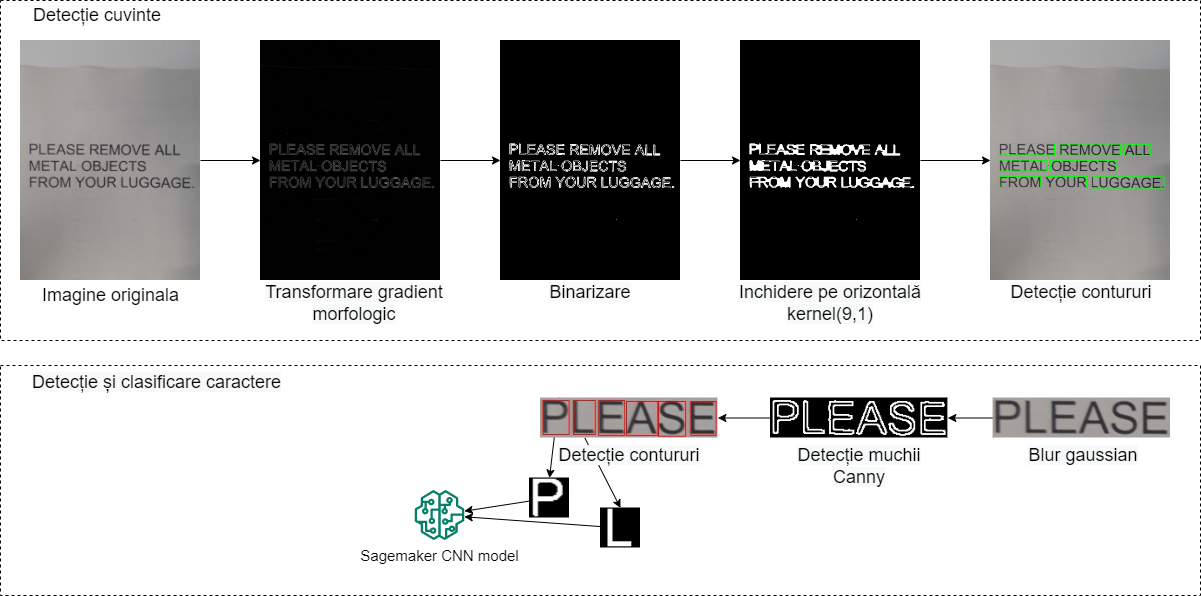 Detecție cuvinte
PLEASE REMOVE ALL
METAL OBJECTS
FROM YOUR LUGGAGE.
Imagine originala
PLEASE REMOVE ALL
METAL OBJECTS
FROM YOUR LUGGAGE.
Transformare gradient
morfologic
PLEASE REMOVE ALL
METAL OBJECTS
FROM YOUR LUGGAGE.
Binarizare
PLEASE REMOVE ALL
METAL OBJECTS
FROM YOUR LUGGAGE.
Inchidere pe orizontală
kernel(9,1)
PLEASE REMOVE ALL
METAL OBJECTS
FROM YOUR LUGGAGE.
Detecție contururi
Detecție și clasificare caractere
PLEASE
Detecție contururi
PLEASE
Detecție muchii
Canny
PLEASE
Blur gaussian
P
L
Sagemaker CNN model